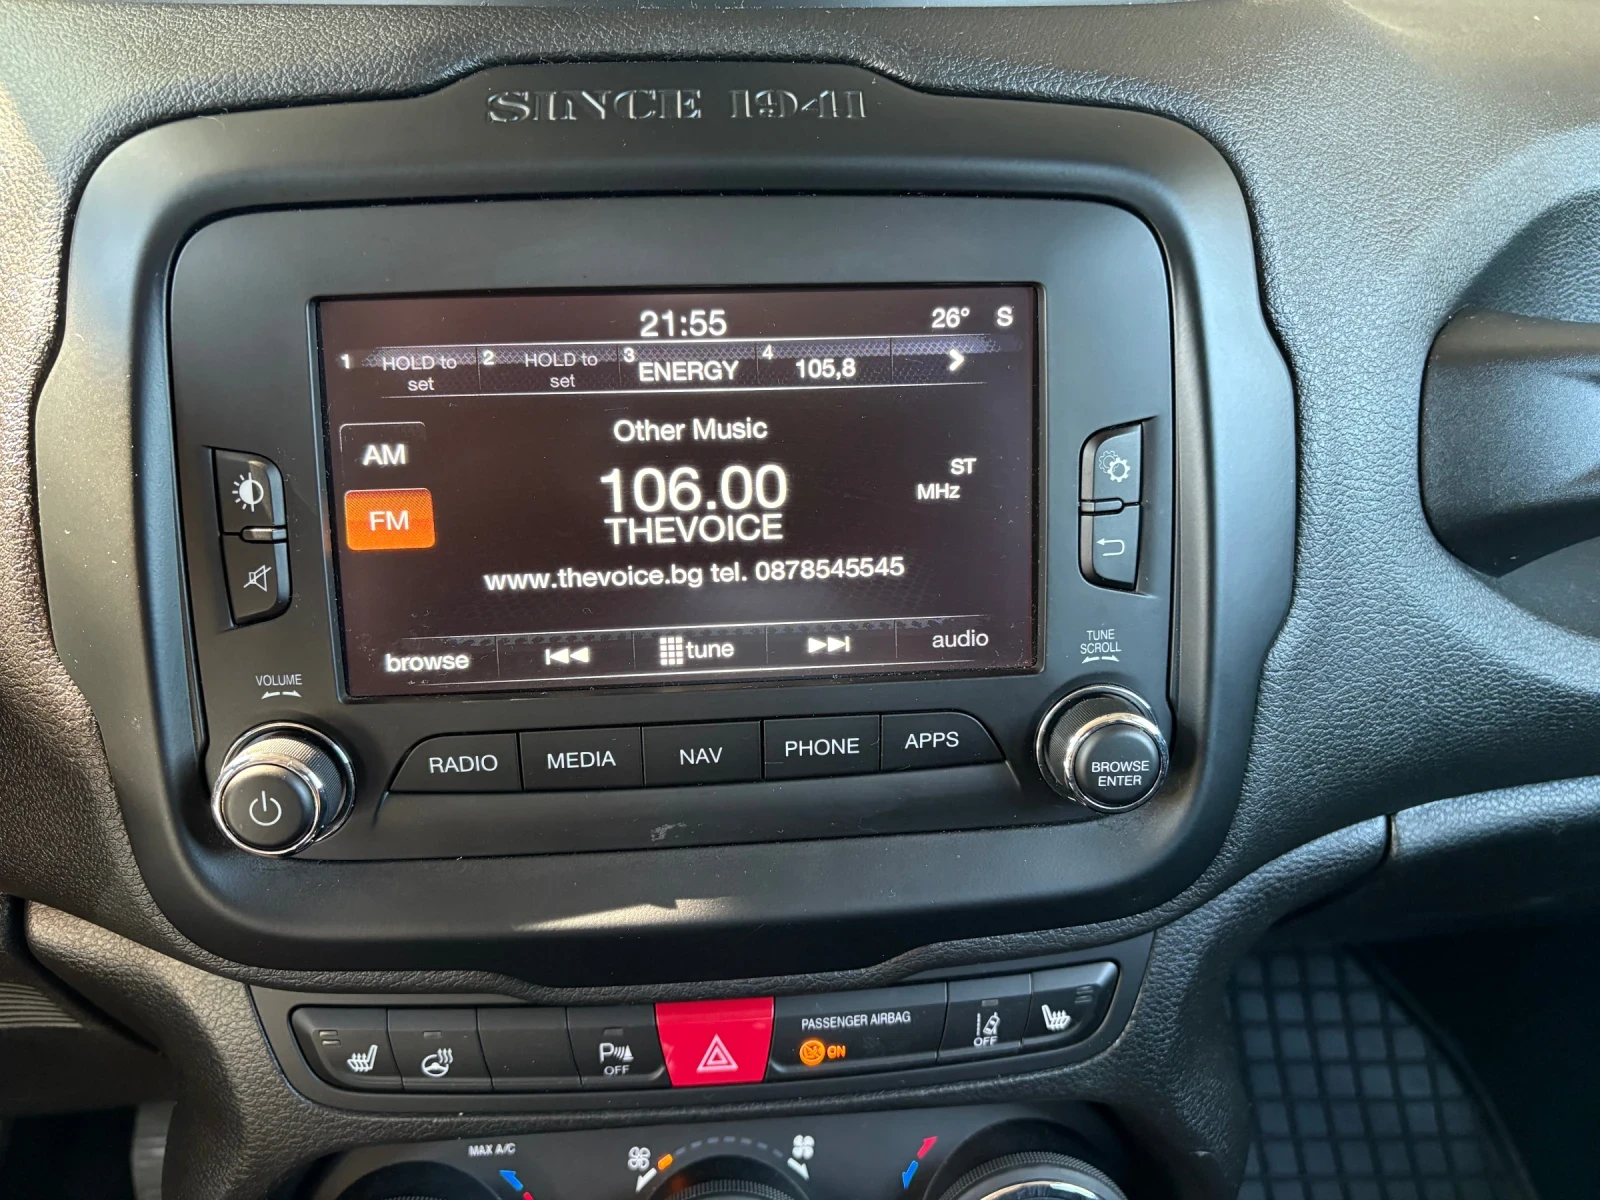 SINCE 1941
21:55 26° S
1 HOLD to set 2 HOLD to set 3 ENERGY 4 105,8
Other Music
AM
106.00
ST
MHz
FM
THEVOICE
www.thevoice.bg tel. 0878545545
browse tune audio
VOLUME
TUNE
SCROLL
RADIO MEDIA NAV PHONE APPS
BROWSE
ENTER
P OFF
PASSENGER AIRBAG
ON
OFF
MAX A/C